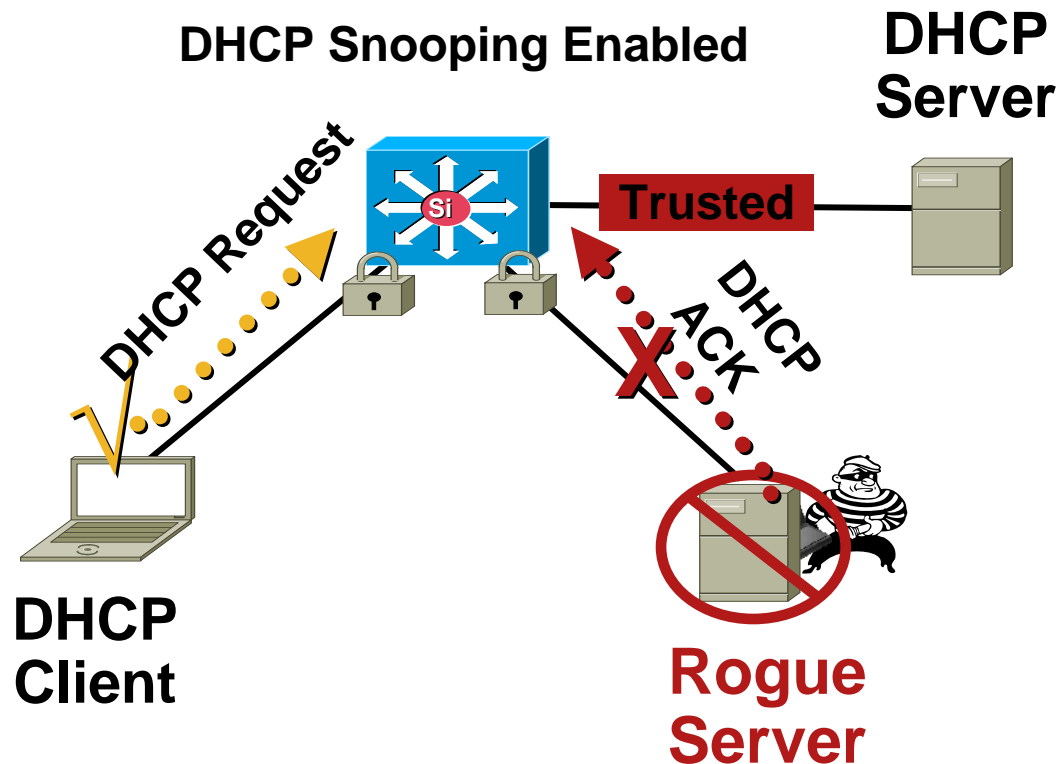 DHCP Snooping Enabled
DHCP
Server
DHCP Request
Si
Trusted
DHCP
ACK
X
DHCP
Client
Rogue
Server